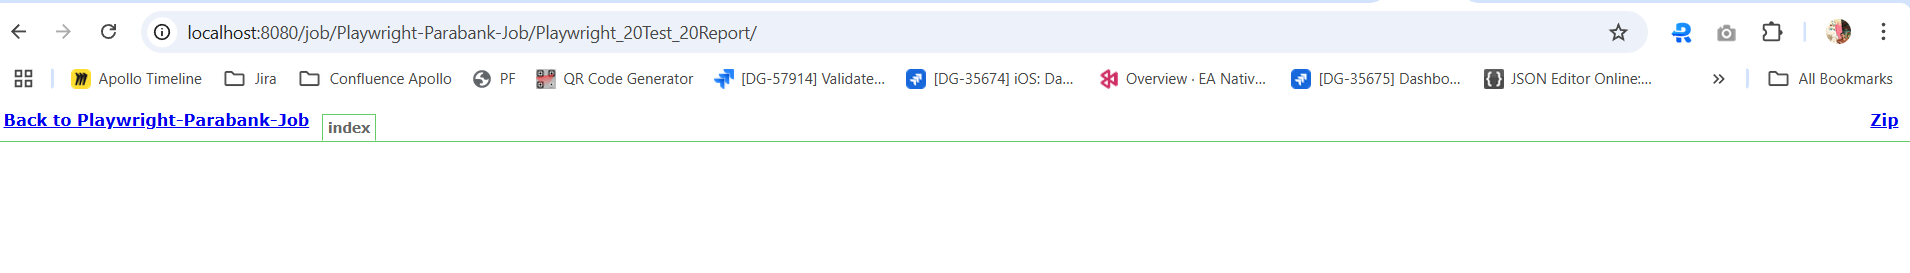 localhost:8080/job/Playwright-Parabank-Job/Playwright_20Test_20Report/
Apollo Timeline Jira Confluence Apollo PF QR Code Generator [DG-57914] Validate... [DG-35674] iOS: Da... Overview · EA Nativ... [DG-35675] Dashbo... JSON Editor Online:... » All Bookmarks
Back to Playwright-Parabank-Job index Zip